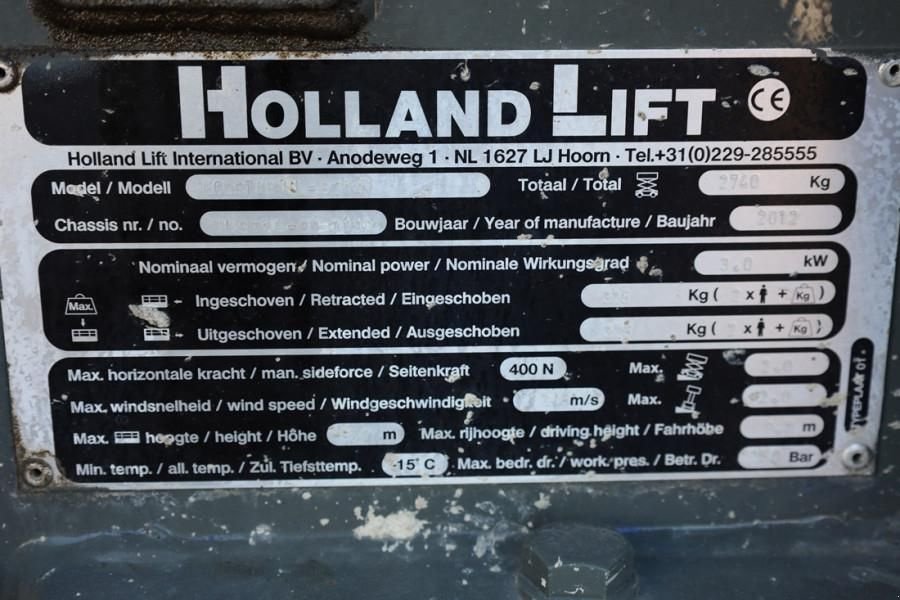 HOLLAND LIFT CE
Holland Lift International BV · Anodeweg 1 · NL 1627 LJ Hoorn · Tel.+31(0)229-285555
Model / Modell Totaal / Total 2740 Kg
Chassis nr. / no. Bouwjaar / Year of manufacture / Baujahr 2012
Nominaal vermogen / Nominal power / Nominale Wirkungsgrad 3.0 kW
Max. Ingeschoven / Retracted / Eingeschoben Kg ( x + Kg )
Uitgeschoven / Extended / Ausgeschoben Kg ( x + Kg )
Max. horizontale kracht / man. sideforce / Seitenkraft 400 N Max.
Max. windsnelheid / wind speed / Windgeschwindigkeit m/s Max.
Max. hoogte / height / Höhe m Max. rijhoogte / driving height / Fahrhöhe m
Min. temp. / all. temp. / Zul. Tiefsttemp. -15°C Max. bedr. dr. / work. pres. / Betr. Dr. Bar
TYPEPLAAT 01.